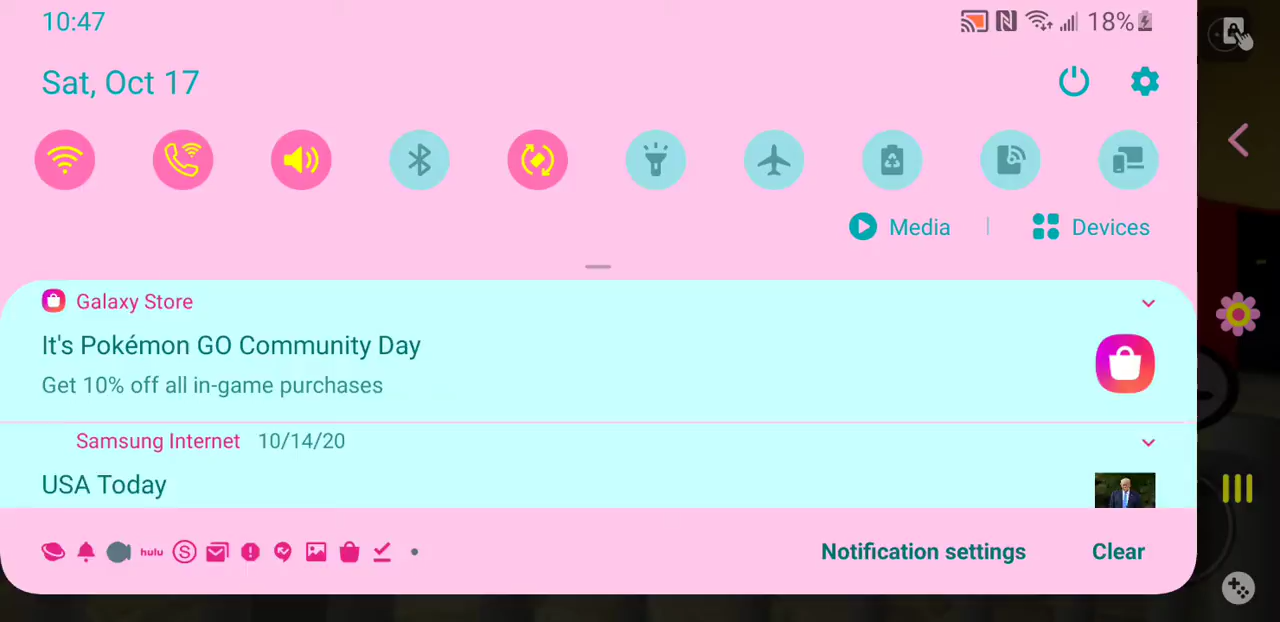 10:47
18%
Sat, Oct 17
Media
Devices
Galaxy Store
It's Pokémon GO Community Day
Get 10% off all in-game purchases
Samsung Internet 10/14/20
USA Today
hulu
S
Notification settings
Clear